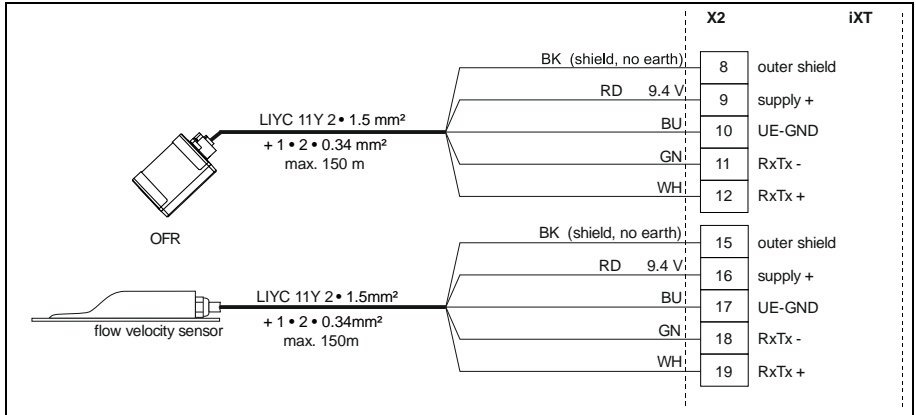 X2 iXT
BK (shield, no earth) 8 outer shield
RD 9.4 V 9 supply +
LIYC 11Y 2 • 1.5 mm²
BU 10 UE-GND
+ 1 • 2 • 0.34 mm²
max. 150 m
GN 11 RxTx -
WH 12 RxTx +
OFR
BK (shield, no earth) 15 outer shield
RD 9.4 V 16 supply +
LIYC 11Y 2 • 1.5mm²
BU 17 UE-GND
+ 1 • 2 • 0.34mm²
flow velocity sensor
max. 150m
GN 18 RxTx -
WH 19 RxTx +